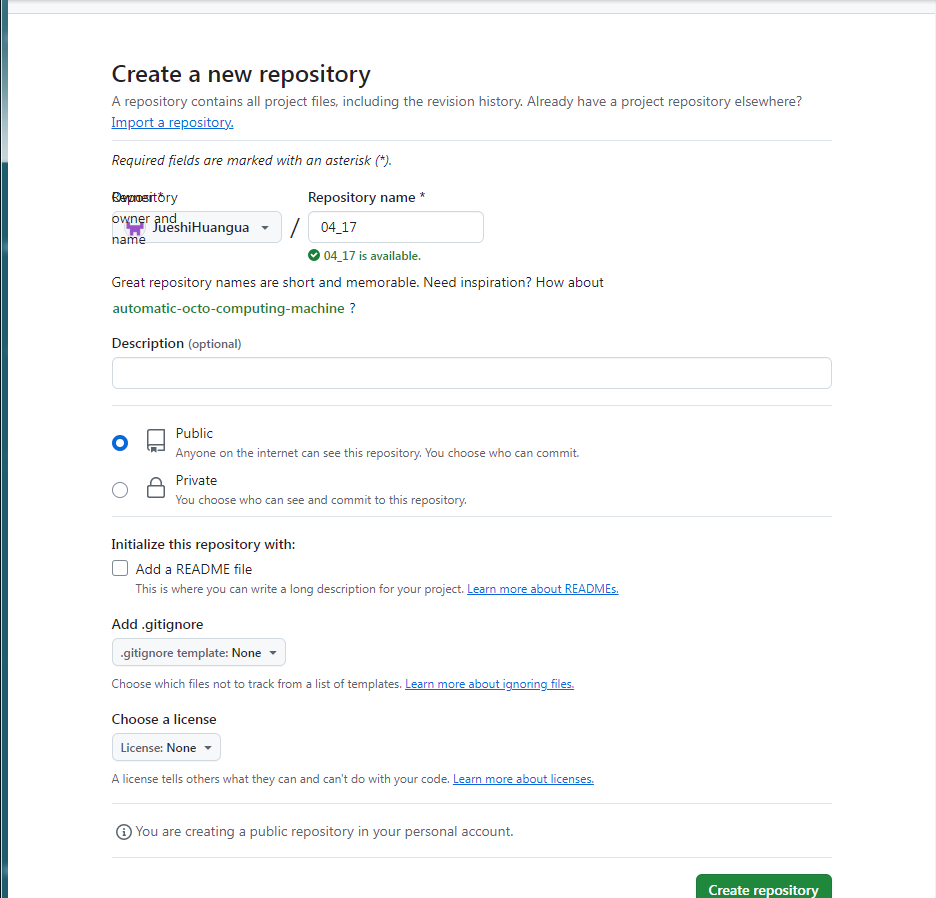 Create a new repository
A repository contains all project files, including the revision history. Already have a project repository elsewhere?
Import a repository.
Required fields are marked with an asterisk (*).
Owner *
Repository
owner and
name
JueshiHuangua
/
Repository name *
04_17
04_17 is available.
Great repository names are short and memorable. Need inspiration? How about
automatic-octo-computing-machine ?
Description (optional)
Public
Anyone on the internet can see this repository. You choose who can commit.
Private
You choose who can see and commit to this repository.
Initialize this repository with:
Add a README file
This is where you can write a long description for your project. Learn more about READMEs.
Add .gitignore
.gitignore template: None
Choose which files not to track from a list of templates. Learn more about ignoring files.
Choose a license
License: None
A license tells others what they can and can't do with your code. Learn more about licenses.
You are creating a public repository in your personal account.
Create repository